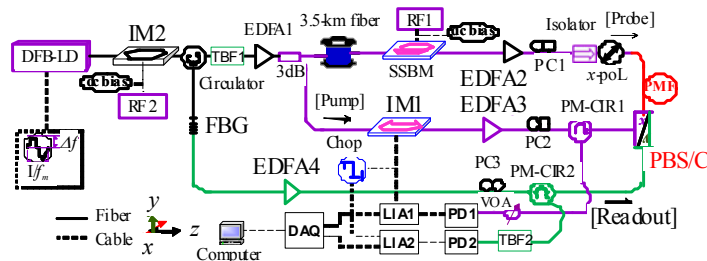 3.5-km fiber
RF1
Isolator
[Probe]
IM2
EDFA1
dc bias
DFB-LD
TBF1
3dB
SSBM
EDFA2
PC1
x-poL
dc bias
Circulator
RF2
[Pump]
IM1
EDFA3
PM-CIR1
PMF
Δf
1/fm
FBG
Chop
PC2
PBS/C
EDFA4
PC3
PM-CIR2
VOA
[Readout]
y
Fiber
z
Cable
x
Computer
DAQ
LIA1
PD1
LIA2
PD2
TBF2